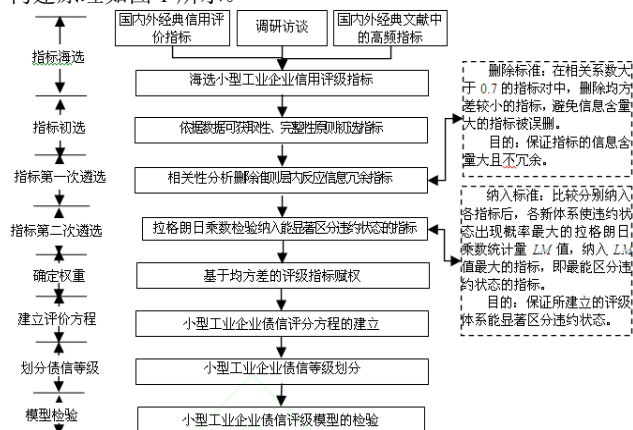 构建原理如图 1 所示。
国内外经典信用评
价指标
调研访谈
国内外经典文献中
的高频指标
指标海选
海选小型工业企业信用评级指标
指标初选
依据数据可获取性、完整性原则初选指标
指标第一次遴选
相关性分析删除准则层内反应信息冗余指标
指标第二次遴选
拉格朗日乘数检验纳入能显著区分违约状态的指标
确定权重
基于均方差的评级指标赋权
建立评价方程
小型工业企业债信评分方程的建立
划分债信等级
小型工业企业债信等级划分
模型检验
小型工业企业债信评级模型的检验
删除标准：在相关系数大
于 0.7 的指标对中，删除均方
差较小的指标，避免信息含量
大的指标被误删。
目的：保证指标的信息含
量大且不冗余。
纳入标准：比较分别纳入
各指标后，各新体系使违约状
态出现概率最大的拉格朗日
乘数统计量 LM 值，纳入 LM
值最大的指标，即最能区分违
约状态的指标。
目的：保证所建立的评级
体系能显著区分违约状态。